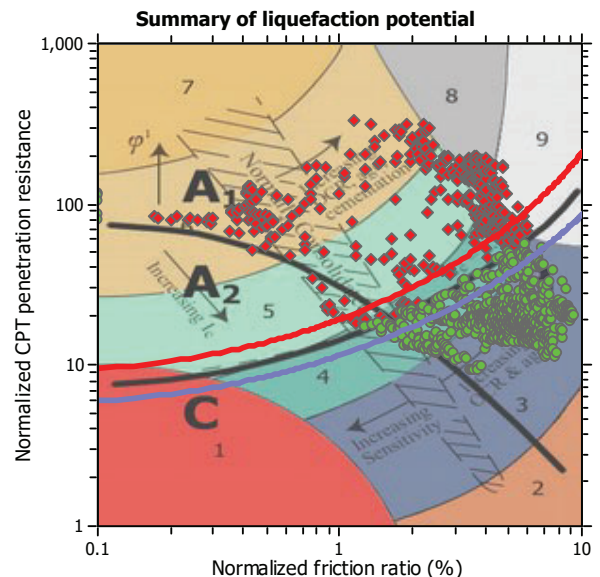 Summary of liquefaction potential
1,000
100
10
1
0.1
1
10
Normalized CPT penetration resistance
Normalized friction ratio (%)
7
8
9
φ'
A1
A2
cementation
Increasing Ic
5
4
C
1
Increasing
Sensitivity
3
2